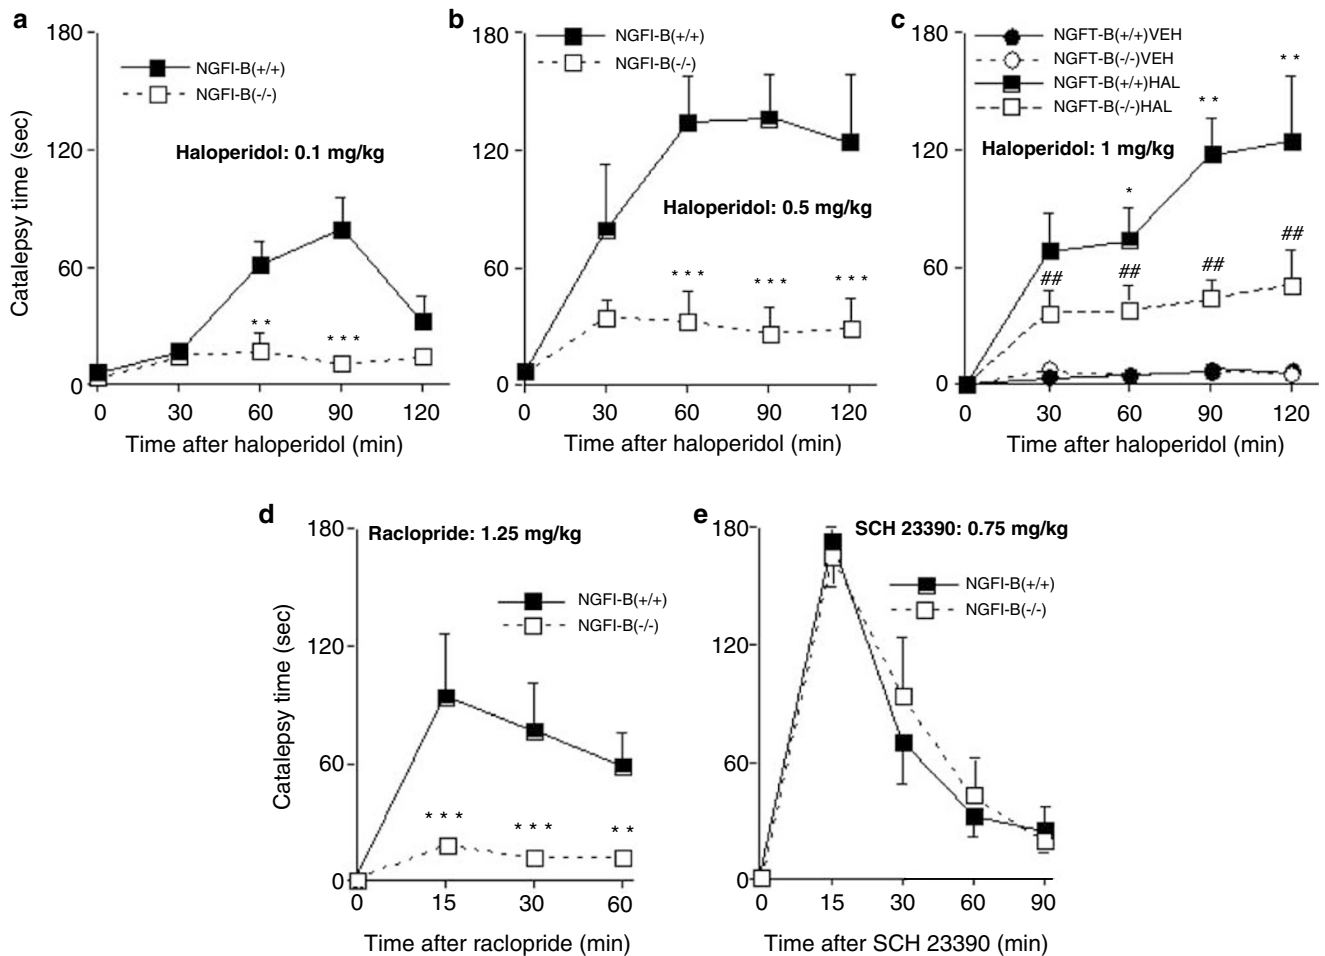 a
180
120
60
0
Catalepsy time (sec)
NGFI-B(+/+)
NGFI-B(-/-)
Haloperidol: 0.1 mg/kg
* *
* * *
0 30 60 90 120
Time after haloperidol (min)
b
180
120
60
0
NGFI-B(+/+)
NGFI-B(-/-)
Haloperidol: 0.5 mg/kg
* * *
* * *
* * *
0 30 60 90 120
Time after haloperidol (min)
c
180
120
60
0
NGFT-B(+/+)VEH
NGFT-B(-/-)VEH
NGFT-B(+/+)HAL
NGFT-B(-/-)HAL
Haloperidol: 1 mg/kg
*
* *
* *
##
##
##
##
0 30 60 90 120
Time after haloperidol (min)
d
180
120
60
0
Catalepsy time (sec)
Raclopride: 1.25 mg/kg
NGFI-B(+/+)
NGFI-B(-/-)
* * *
* * *
* *
0 15 30 60
Time after raclopride (min)
e
180
120
60
0
SCH 23390: 0.75 mg/kg
NGFI-B(+/+)
NGFI-B(-/-)
0 15 30 60 90
Time after SCH 23390 (min)